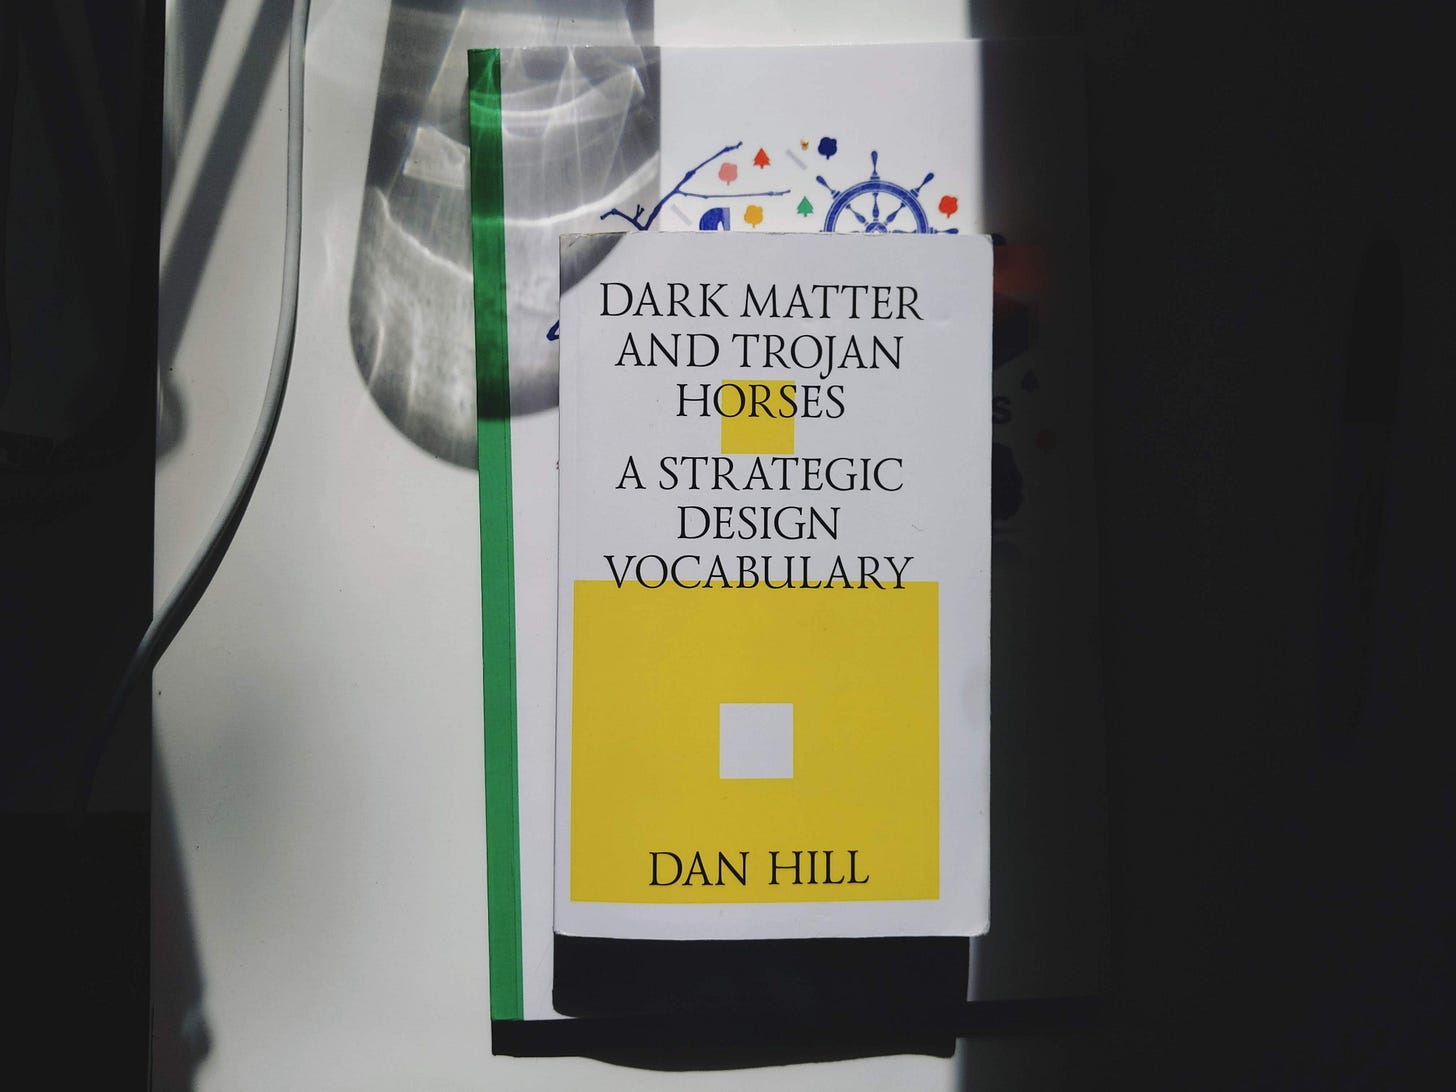 DARK MATTER
AND TROJAN
HORSES
A STRATEGIC
DESIGN
VOCABULARY
DAN HILL